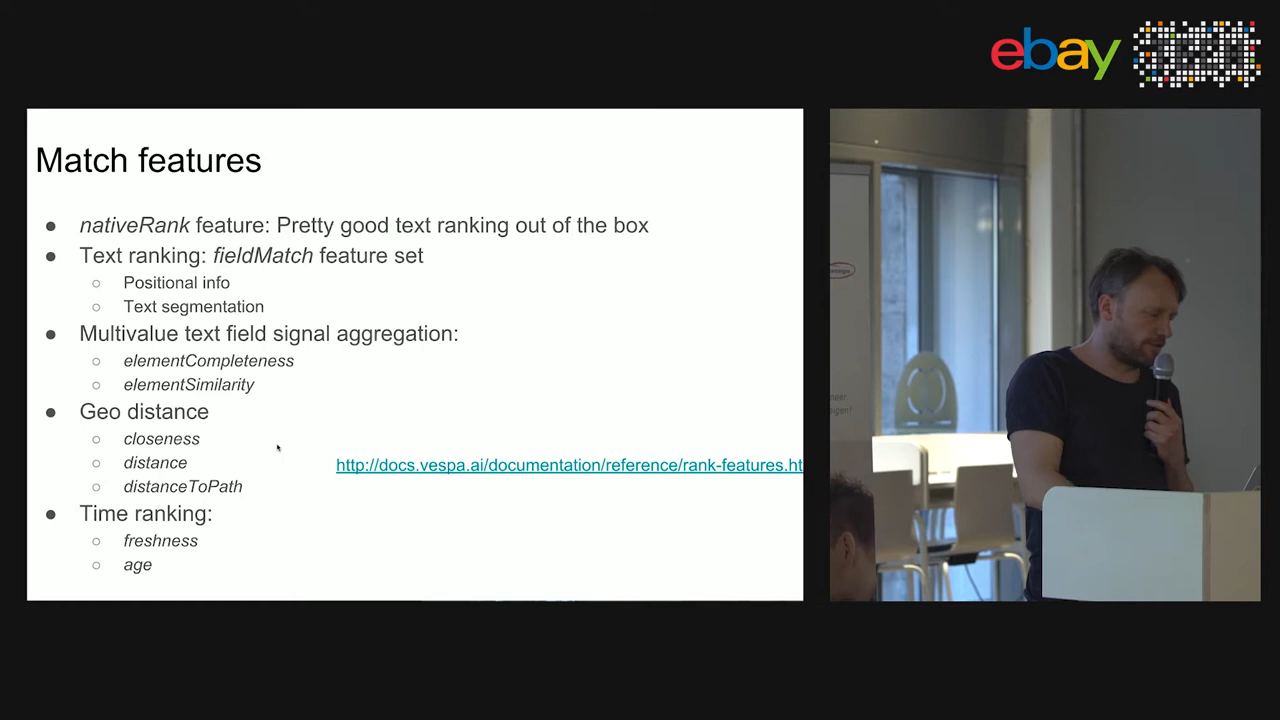 ebay
Match features
● nativeRank feature: Pretty good text ranking out of the box
● Text ranking: fieldMatch feature set
○ Positional info
○ Text segmentation
● Multivalue text field signal aggregation:
○ elementCompleteness
○ elementSimilarity
● Geo distance
○ closeness
○ distance
○ distanceToPath
http://docs.vespa.ai/documentation/reference/rank-features.ht
● Time ranking:
○ freshness
○ age